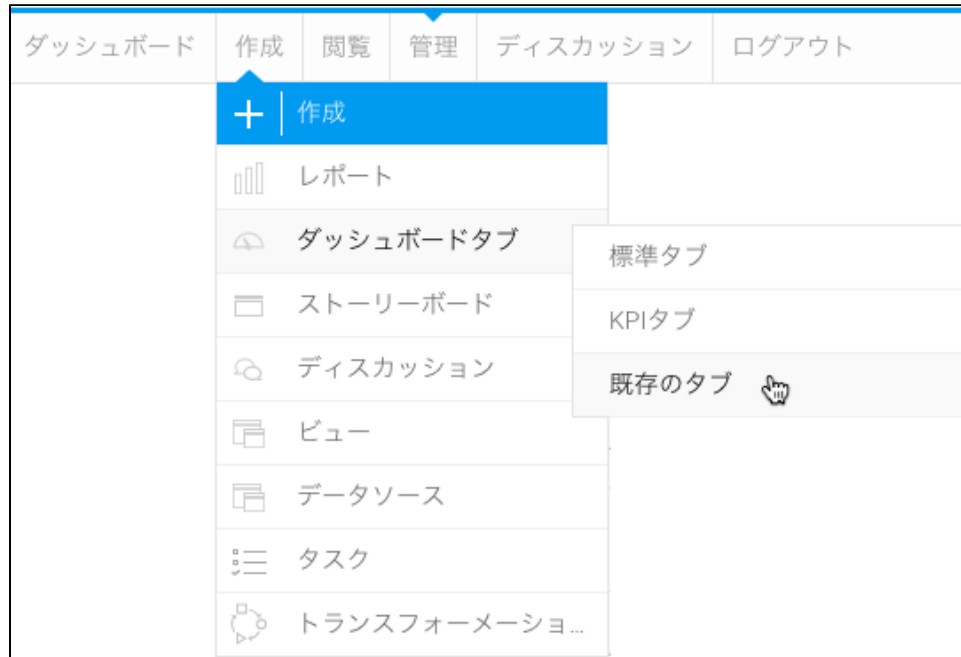 ダッシュボード 作成 閲覧 管理 ディスカッション ログアウト
作成
レポート
ダッシュボードタブ
標準タブ
ストーリーボード
KPIタブ
ディスカッション
既存のタブ
ビュー
データソース
タスク
トランスフォーメーショ...